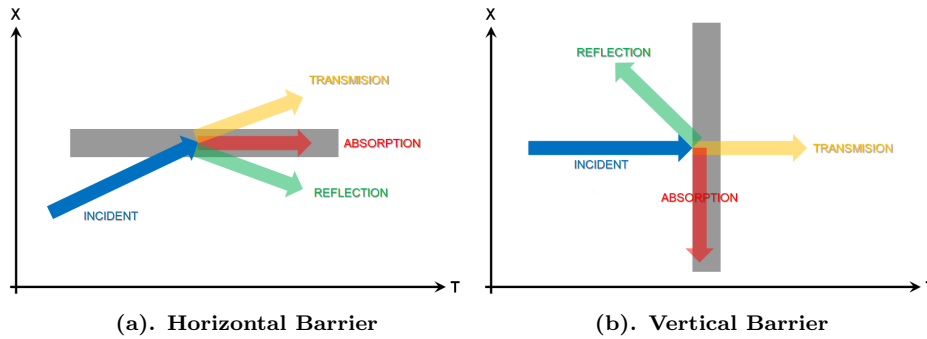 X
TRANSMISION
ABSORPTION
REFLECTION
INCIDENT
T
(a). Horizontal Barrier
X
REFLECTION
INCIDENT
TRANSMISION
ABSORPTION
T
(b). Vertical Barrier